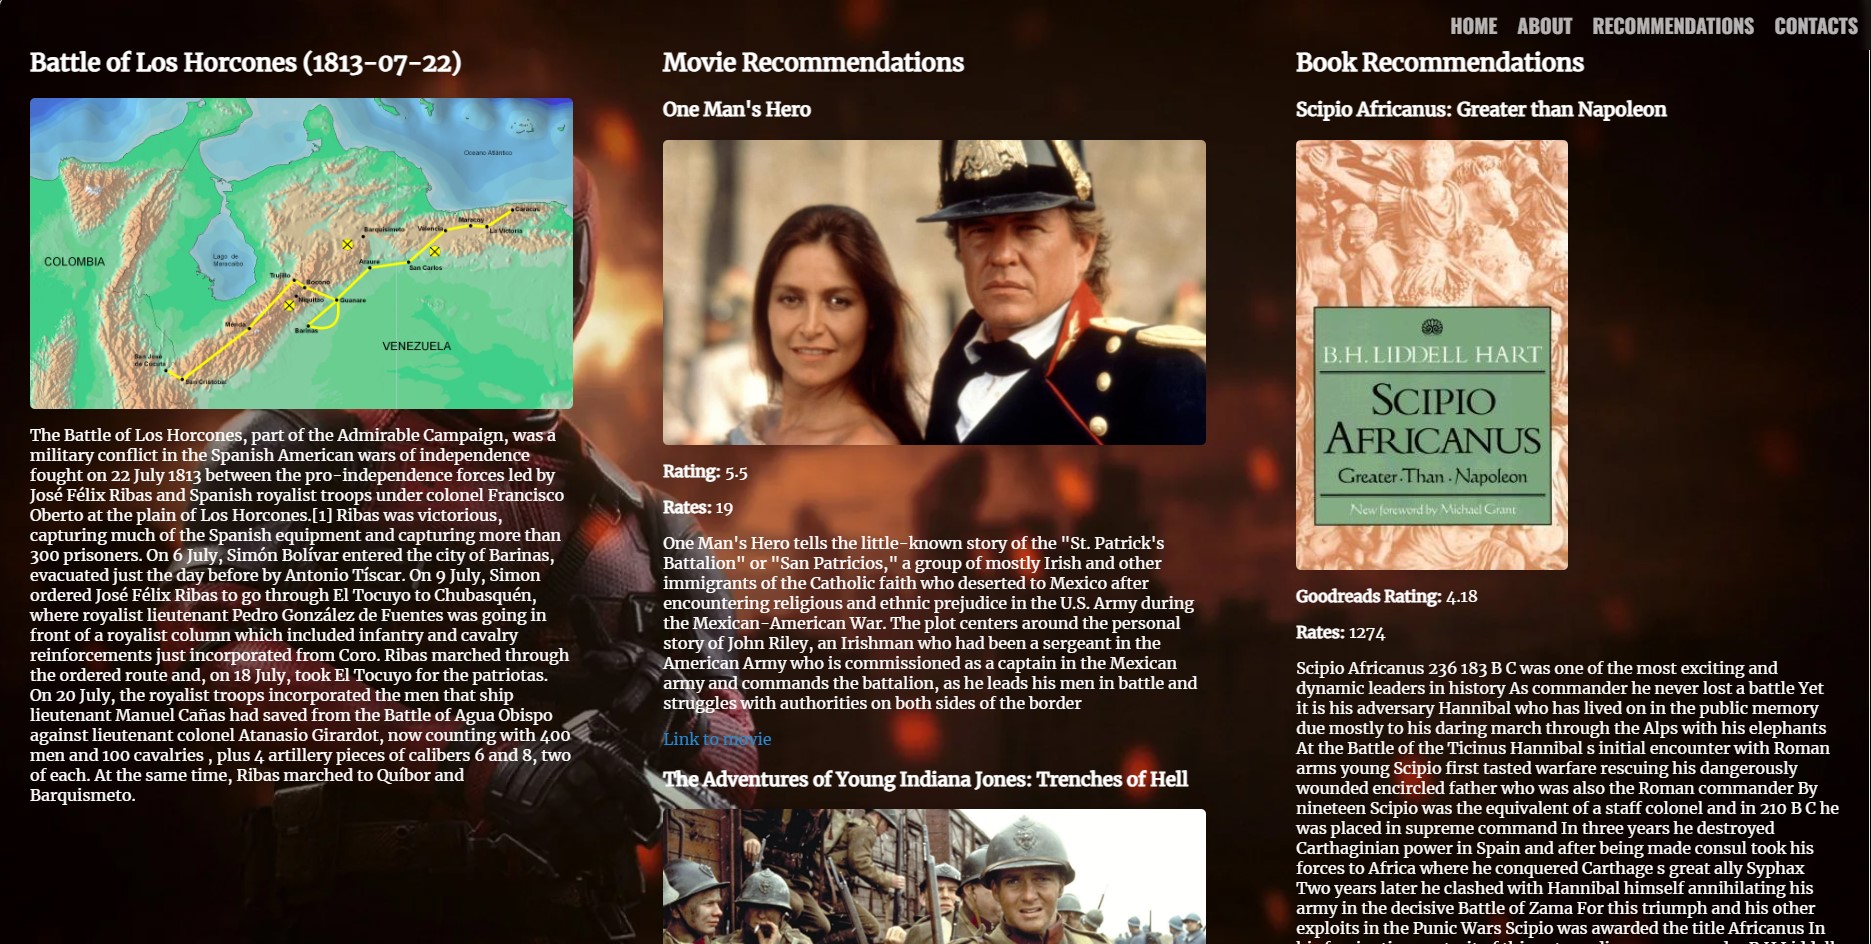 HOME ABOUT RECOMMENDATIONS CONTACTS
Battle of Los Horcones (1813-07-22)
Oceano Atlántico
COLOMBIA
Lago de
Maracaibo
Barquisimeto
Valencia
Maracay
Caracas
La Victoria
Araure
San Carlos
Trujillo
Boconó
Niquitao
Guanare
Barinas
Mérida
San José
de Cúcuta
San Cristóbal
VENEZUELA
The Battle of Los Horcones, part of the Admirable Campaign, was a
military conflict in the Spanish American wars of independence
fought on 22 July 1813 between the pro-independence forces led by
José Félix Ribas and Spanish royalist troops under colonel Francisco
Oberto at the plain of Los Horcones.[1] Ribas was victorious,
capturing much of the Spanish equipment and capturing more than
300 prisoners. On 6 July, Simón Bolívar entered the city of Barinas,
evacuated just the day before by Antonio Tíscar. On 9 July, Simon
ordered José Félix Ribas to go through El Tocuyo to Chubasquén,
where royalist lieutenant Pedro González de Fuentes was going in
front of a royalist column which included infantry and cavalry
reinforcements just incorporated from Coro. Ribas marched through
the ordered route and, on 18 July, took El Tocuyo for the patriotas.
On 20 July, the royalist troops incorporated the men that ship
lieutenant Manuel Cañas had saved from the Battle of Agua Obispo
against lieutenant colonel Atanasio Girardot, now counting with 400
men and 100 cavalries , plus 4 artillery pieces of calibers 6 and 8, two
of each. At the same time, Ribas marched to Quíbor and
Barquismeto.
Movie Recommendations
One Man's Hero
Rating: 5.5
Rates: 19
One Man's Hero tells the little-known story of the "St. Patrick's
Battalion" or "San Patricios," a group of mostly Irish and other
immigrants of the Catholic faith who deserted to Mexico after
encountering religious and ethnic prejudice in the U.S. Army during
the Mexican-American War. The plot centers around the personal
story of John Riley, an Irishman who had been a sergeant in the
American Army who is commissioned as a captain in the Mexican
army and commands the battalion, as he leads his men in battle and
struggles with authorities on both sides of the border
Link to movie
The Adventures of Young Indiana Jones: Trenches of Hell
Book Recommendations
Scipio Africanus: Greater than Napoleon
B.H. LIDDELL HART
SCIPIO
AFRICANUS
Greater·Than·Napoleon
New foreword by Michael Grant
Goodreads Rating: 4.18
Rates: 1274
Scipio Africanus 236 183 B C was one of the most exciting and
dynamic leaders in history As commander he never lost a battle Yet
it is his adversary Hannibal who has lived on in the public memory
due mostly to his daring march through the Alps with his elephants
At the Battle of the Ticinus Hannibal s initial encounter with Roman
arms young Scipio first tasted warfare rescuing his dangerously
wounded encircled father who was also the Roman commander By
nineteen Scipio was the equivalent of a staff colonel and in 210 B C he
was placed in supreme command In three years he destroyed
Carthaginian power in Spain and after being made consul took his
forces to Africa where he conquered Carthage s great ally Syphax
Two years later he clashed with Hannibal himself annihilating his
army in the decisive Battle of Zama For this triumph and his other
exploits in the Punic Wars Scipio was awarded the title Africanus In